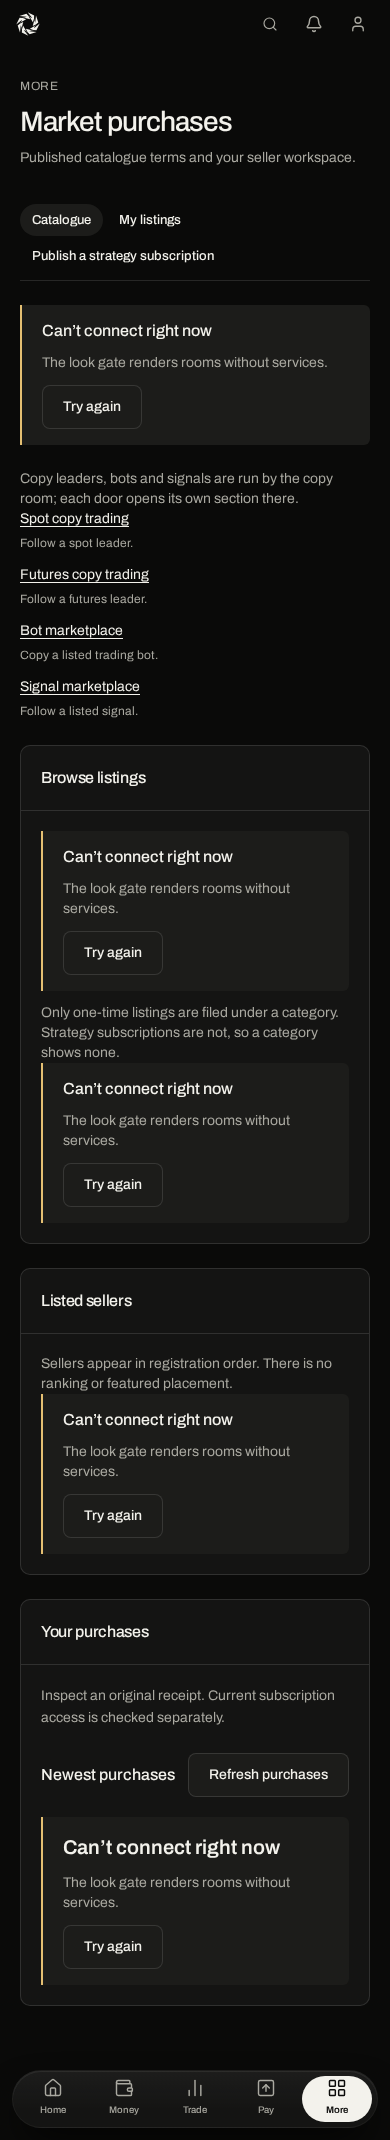 MORE
Market purchases
Published catalogue terms and your seller workspace.
Catalogue
My listings
Publish a strategy subscription
Can’t connect right now
The look gate renders rooms without services.
Try again
Copy leaders, bots and signals are run by the copy
room; each door opens its own section there.
Spot copy trading
Follow a spot leader.
Futures copy trading
Follow a futures leader.
Bot marketplace
Copy a listed trading bot.
Signal marketplace
Follow a listed signal.
Browse listings
Can’t connect right now
The look gate renders rooms without
services.
Try again
Only one-time listings are filed under a category.
Strategy subscriptions are not, so a category
shows none.
Can’t connect right now
The look gate renders rooms without
services.
Try again
Listed sellers
Sellers appear in registration order. There is no
ranking or featured placement.
Can’t connect right now
The look gate renders rooms without
services.
Try again
Your purchases
Inspect an original receipt. Current subscription
access is checked separately.
Newest purchases
Refresh purchases
Can’t connect right now
The look gate renders rooms without
services.
Try again
Home
Money
Trade
Pay
More